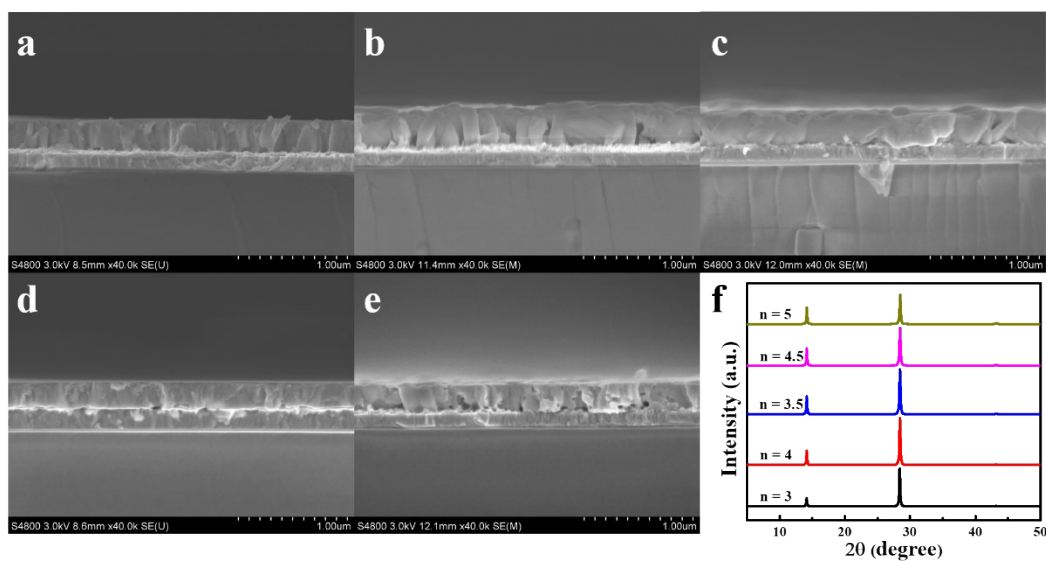 a
b
c
S4800 3.0kV 8.5mm x40.0k SE(U) 1.00um
S4800 3.0kV 11.4mm x40.0k SE(M) 1.00um
S4800 3.0kV 12.0mm x40.0k SE(M) 1.00um
d
e
f
S4800 3.0kV 8.6mm x40.0k SE(U) 1.00um
S4800 3.0kV 12.1mm x40.0k SE(M) 1.00um
Intensity (a.u.)
n = 5
n = 4.5
n = 3.5
n = 4
n = 3
10 20 30 40 50
2θ (degree)